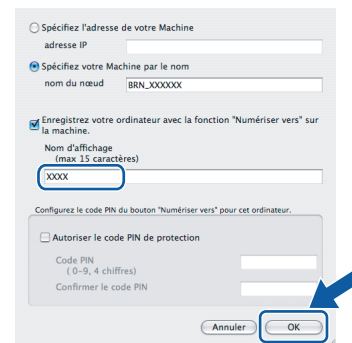 Spécifiez l'adresse de votre Machine
adresse IP
Spécifiez votre Machine par le nom
nom du nœud BRN_XXXXXX
Enregistrez votre ordinateur avec la fonction "Numériser vers" sur
la machine.
Nom d'affichage
(max 15 caractères)
XXXX
Configurez le code PIN du bouton "Numériser vers" pour cet ordinateur.
Autoriser le code PIN de protection
Code PIN
( 0-9, 4 chiffres)
Confirmer le code PIN
Annuler OK